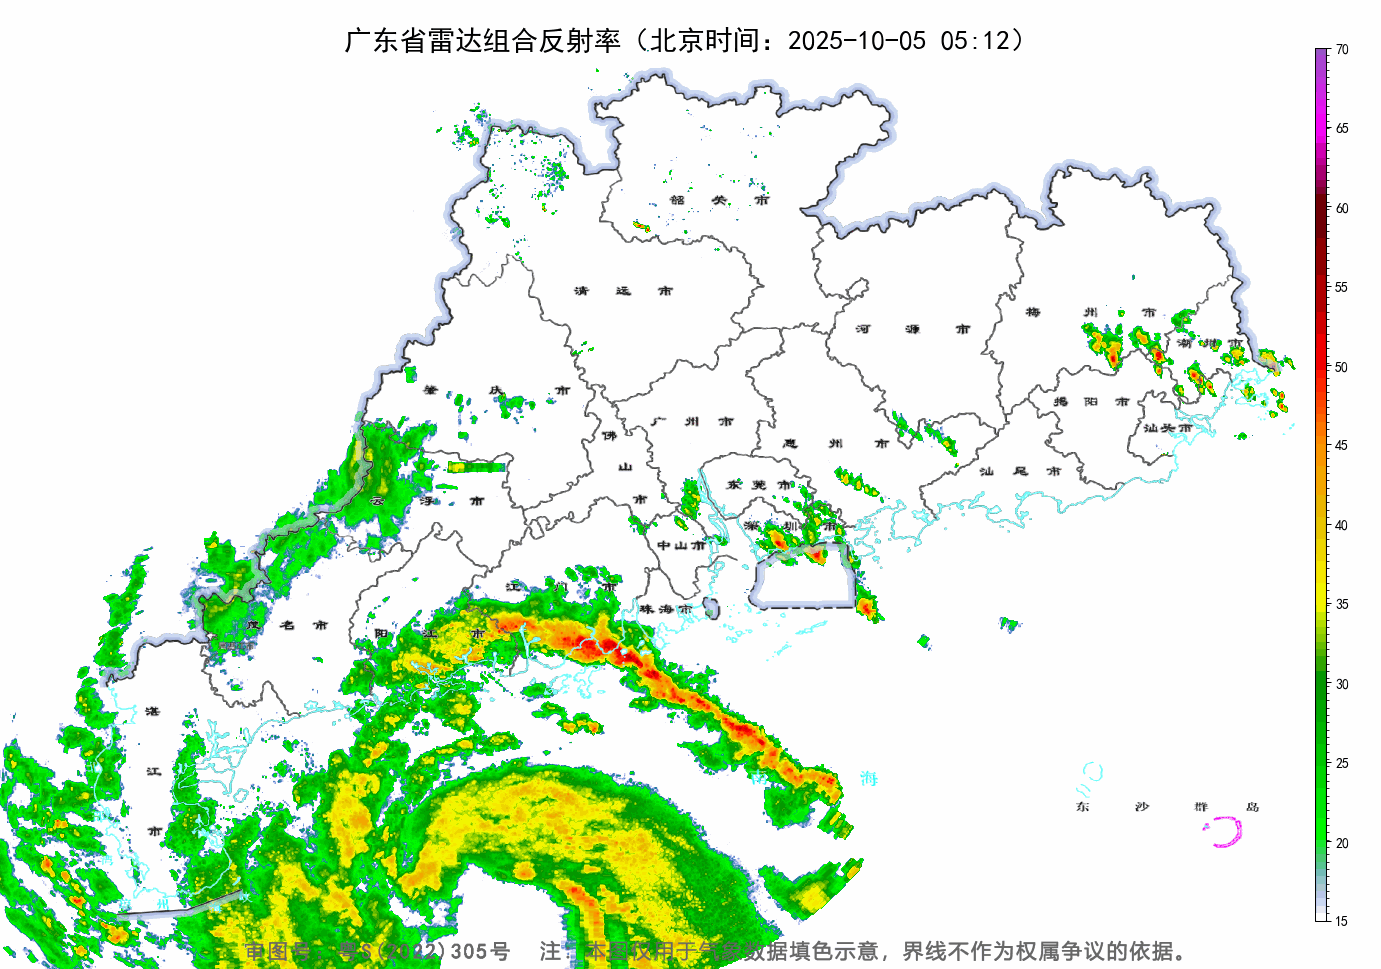 广东省雷达组合反射率（北京时间：2025-10-05 05:12）
70
65
60
55
50
45
40
35
30
25
20
15
韶关市
清远市
河源市
梅州市
潮州市
肇庆市
揭阳市
广州市
佛山市
惠州市
汕头市
汕尾市
东莞市
云浮市
深圳市
中山市
江门市
珠海市
茂名市
阳江市
湛江市
海
东沙群岛
州
审图号：粤S(2022)305号 注：本图仅用于气象数据填色示意，界线不作为权属争议的依据。